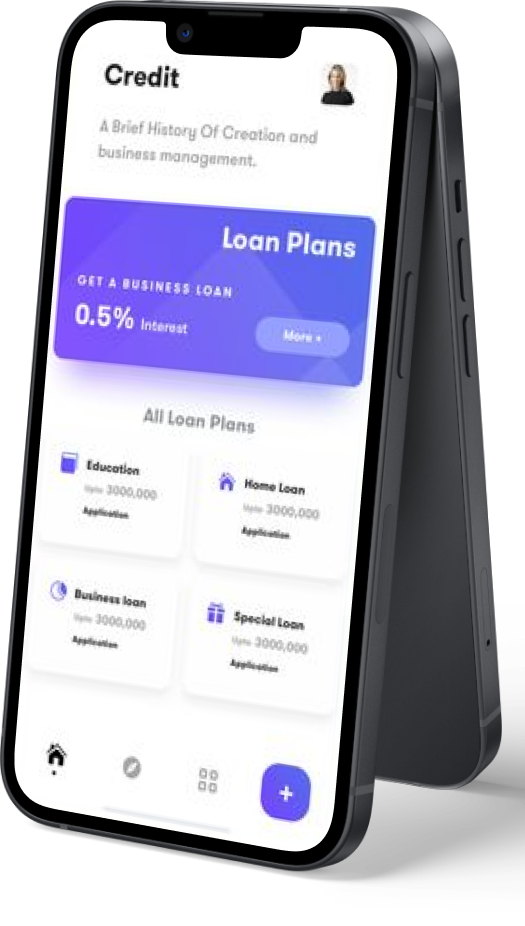 Credit
A Brief History Of Creation and
business management.
Loan Plans
GET A BUSINESS LOAN
0.5% Interest
More +
All Loan Plans
Education
Upto 3000,000
Application
Home Loan
Upto 3000,000
Application
Business loan
Upto 3000,000
Application
Special Loan
Upto 3000,000
Application